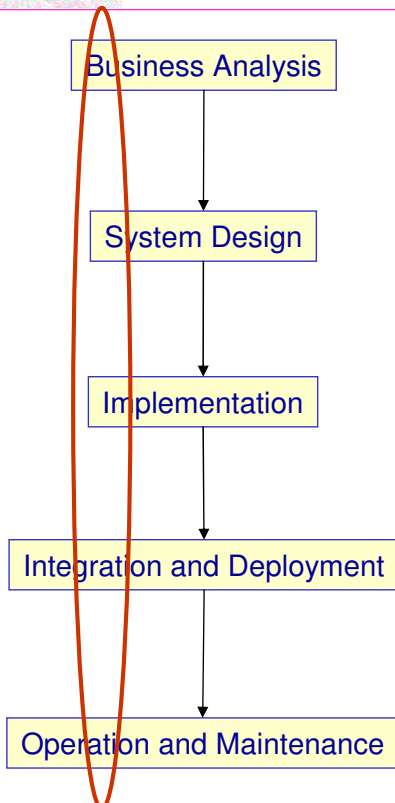 Business Analysis
System Design
Implementation
Integration and Deployment
Operation and Maintenance